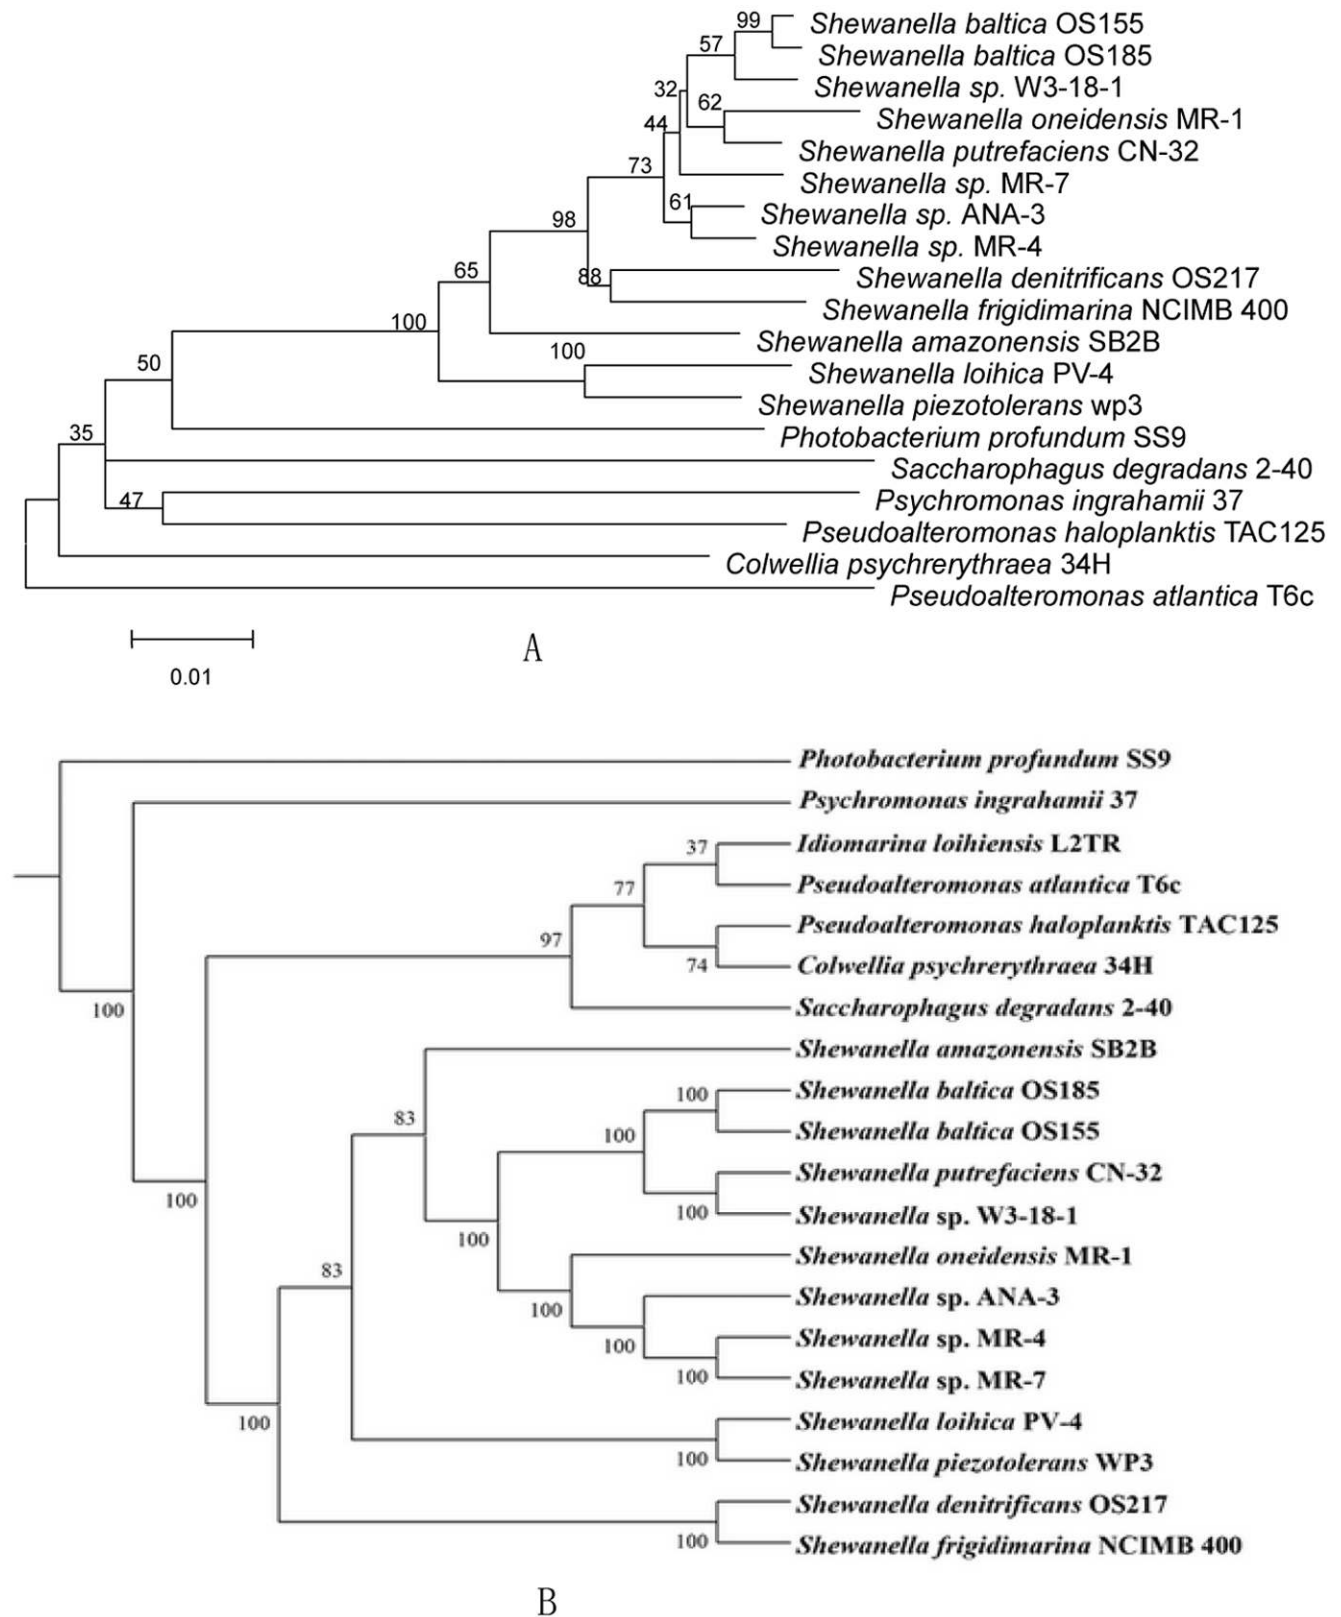 99
Shewanella baltica OS155
57
Shewanella baltica OS185
32
Shewanella sp. W3-18-1
62
Shewanella oneidensis MR-1
44
Shewanella putrefaciens CN-32
73
Shewanella sp. MR-7
61
Shewanella sp. ANA-3
98
Shewanella sp. MR-4
65
88
Shewanella denitrificans OS217
Shewanella frigidimarina NCIMB 400
100
Shewanella amazonensis SB2B
100
50
Shewanella loihica PV-4
Shewanella piezotolerans wp3
35
Photobacterium profundum SS9
Saccharophagus degradans 2-40
47
Psychromonas ingrahamii 37
Pseudoalteromonas haloplanktis TAC125
Colwellia psychrerythraea 34H
Pseudoalteromonas atlantica T6c
0.01
A
Photobacterium profundum SS9
Psychromonas ingrahamii 37
37
Idiomarina loihiensis L2TR
77
Pseudoalteromonas atlantica T6c
Pseudoalteromonas haloplanktis TAC125
97
74
Colwellia psychrerythraea 34H
100
Saccharophagus degradans 2-40
Shewanella amazonensis SB2B
100
Shewanella baltica OS185
83
100
Shewanella baltica OS155
Shewanella putrefaciens CN-32
100
100
Shewanella sp. W3-18-1
100
Shewanella oneidensis MR-1
83
Shewanella sp. ANA-3
100
100
Shewanella sp. MR-4
100
Shewanella sp. MR-7
100
Shewanella loihica PV-4
100
Shewanella piezotolerans WP3
Shewanella denitrificans OS217
100
Shewanella frigidimarina NCIMB 400
B